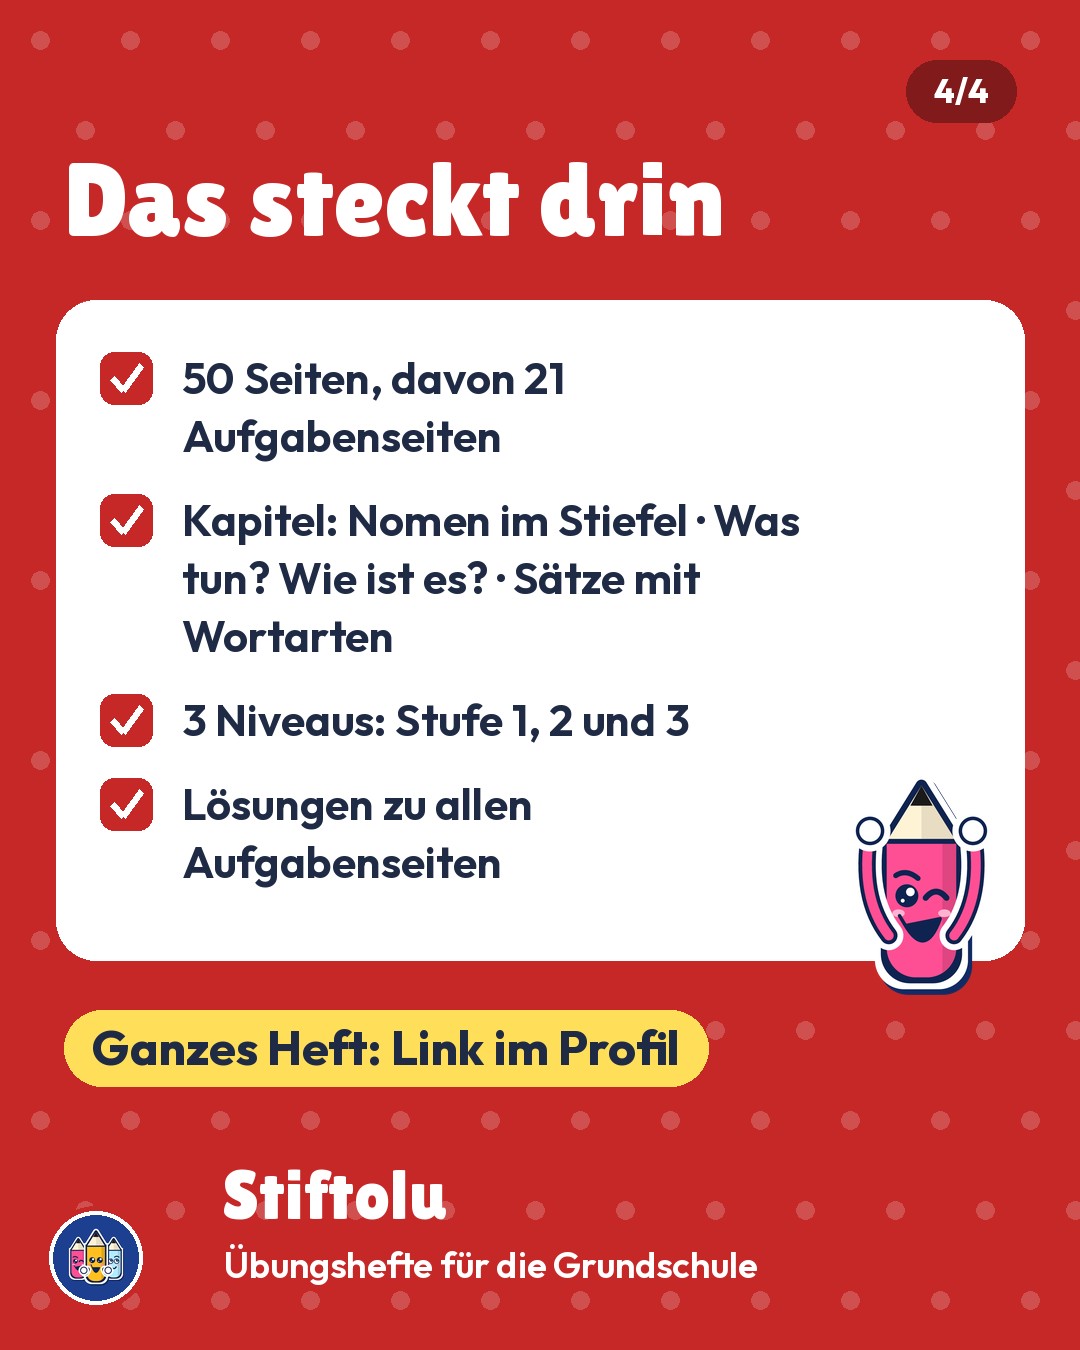 4/4
Das steckt drin
50 Seiten, davon 21
Aufgabenseiten
Kapitel: Nomen im Stiefel · Was
tun? Wie ist es? · Sätze mit
Wortarten
3 Niveaus: Stufe 1, 2 und 3
Lösungen zu allen
Aufgabenseiten
Ganzes Heft: Link im Profil
Stiftolu
Übungshefte für die Grundschule